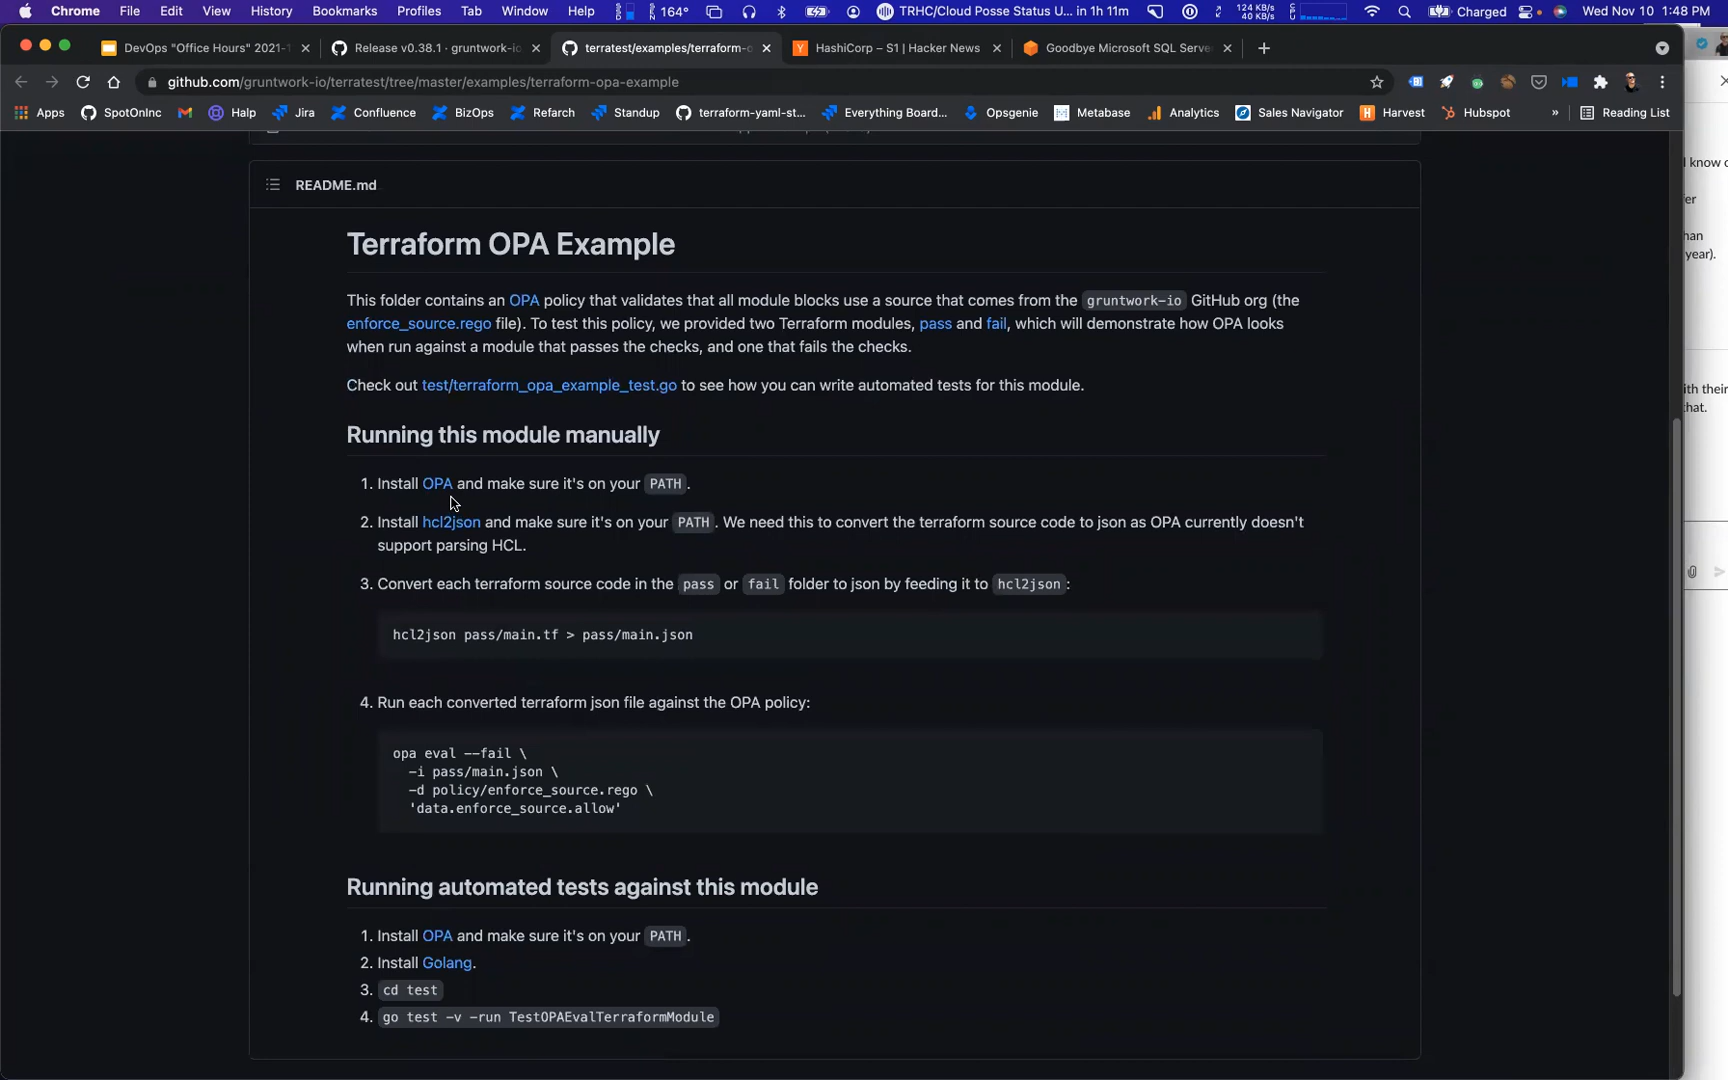 Chrome File Edit View History Bookmarks Profiles Tab Window Help 164° TRHC/Cloud Posse Status U... in 1h 11m 124 KB/s 40 KB/s Charged Wed Nov 10 1:48 PM
DevOps "Office Hours" 2021-1 Release v0.38.1 · gruntwork-io terratest/examples/terraform-o HashiCorp – S1 | Hacker News Goodbye Microsoft SQL Serve
github.com/gruntwork-io/terratest/tree/master/examples/terraform-opa-example
Apps SpotOnInc Halp Jira Confluence BizOps Refarch Standup terraform-yaml-st... Everything Board... Opsgenie Metabase Analytics Sales Navigator Harvest Hubspot » Reading List
README.md
Terraform OPA Example
This folder contains an OPA policy that validates that all module blocks use a source that comes from the gruntwork-io GitHub org (the
enforce_source.rego file). To test this policy, we provided two Terraform modules, pass and fail, which will demonstrate how OPA looks
when run against a module that passes the checks, and one that fails the checks.
Check out test/terraform_opa_example_test.go to see how you can write automated tests for this module.
Running this module manually
1. Install OPA and make sure it's on your PATH.
2. Install hcl2json and make sure it's on your PATH. We need this to convert the terraform source code to json as OPA currently doesn't
support parsing HCL.
3. Convert each terraform source code in the pass or fail folder to json by feeding it to hcl2json:
hcl2json pass/main.tf > pass/main.json
4. Run each converted terraform json file against the OPA policy:
opa eval --fail \
-i pass/main.json \
-d policy/enforce_source.rego \
'data.enforce_source.allow'
Running automated tests against this module
1. Install OPA and make sure it's on your PATH.
2. Install Golang.
3. cd test
4. go test -v -run TestOPAEvalTerraformModule
I know
fer
han
year).
ith their
that.